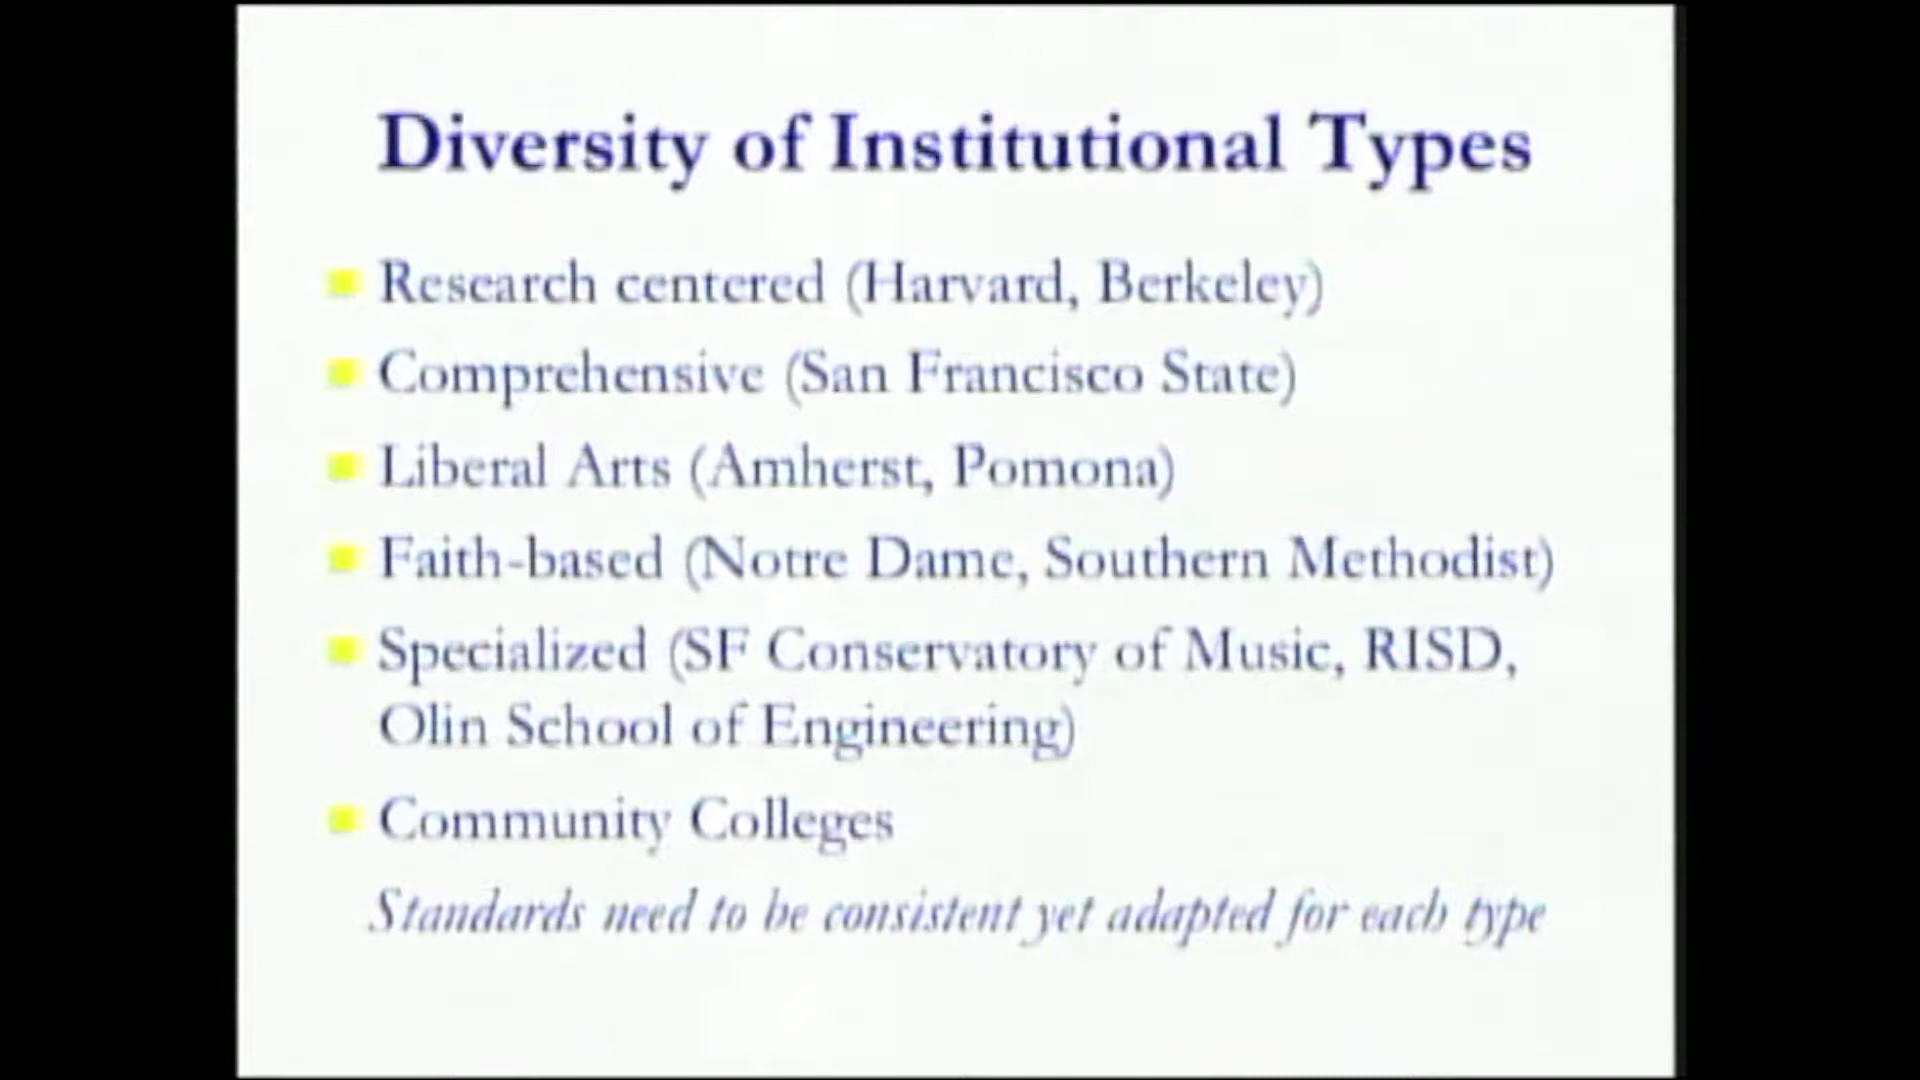 Diversity of Institutional Types
Research centered (Harvard, Berkeley)
Comprehensive (San Francisco State)
Liberal Arts (Amherst, Pomona)
Faith-based (Notre Dame, Southern Methodist)
Specialized (SF Conservatory of Music, RISD,
Olin School of Engineering)
Community Colleges
Standards need to be consistent yet adapted for each type